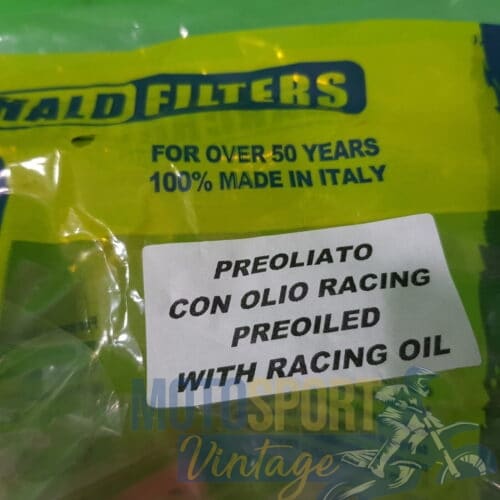 HALD FILTERS
FOR OVER 50 YEARS
100% MADE IN ITALY
PREOLIATO
CON OLIO RACING
PREOILED
WITH RACING OIL
MOTOSPORT
Vintage